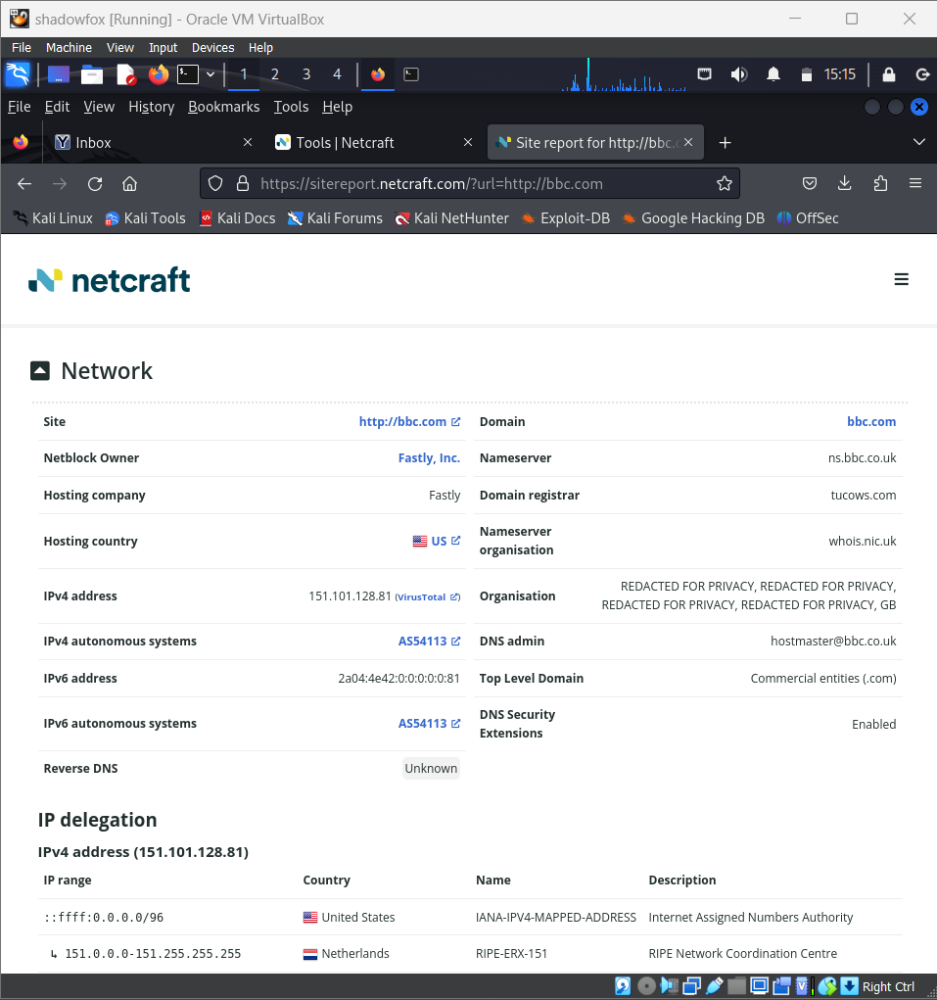 shadowfox [Running] - Oracle VM VirtualBox
File Machine View Input Devices Help
1 2 3 4 15:15
File Edit View History Bookmarks Tools Help
Inbox Tools | Netcraft Site report for http://bbc.c
https://sitereport.netcraft.com/?url=http://bbc.com
Kali Linux Kali Tools Kali Docs Kali Forums Kali NetHunter Exploit-DB Google Hacking DB OffSec
netcraft
Network
Site http://bbc.com Domain bbc.com
Netblock Owner Fastly, Inc. Nameserver ns.bbc.co.uk
Hosting company Fastly Domain registrar tucows.com
Hosting country US Nameserver organisation whois.nic.uk
IPv4 address 151.101.128.81 (VirusTotal) Organisation REDACTED FOR PRIVACY, REDACTED FOR PRIVACY,
REDACTED FOR PRIVACY, REDACTED FOR PRIVACY, GB
IPv4 autonomous systems AS54113 DNS admin hostmaster@bbc.co.uk
IPv6 address 2a04:4e42:0:0:0:0:0:81 Top Level Domain Commercial entities (.com)
IPv6 autonomous systems AS54113 DNS Security Extensions Enabled
Reverse DNS Unknown
IP delegation
IPv4 address (151.101.128.81)
IP range Country Name Description
::ffff:0.0.0.0/96 United States IANA-IPV4-MAPPED-ADDRESS Internet Assigned Numbers Authority
↳ 151.0.0.0-151.255.255.255 Netherlands RIPE-ERX-151 RIPE Network Coordination Centre
Right Ctrl